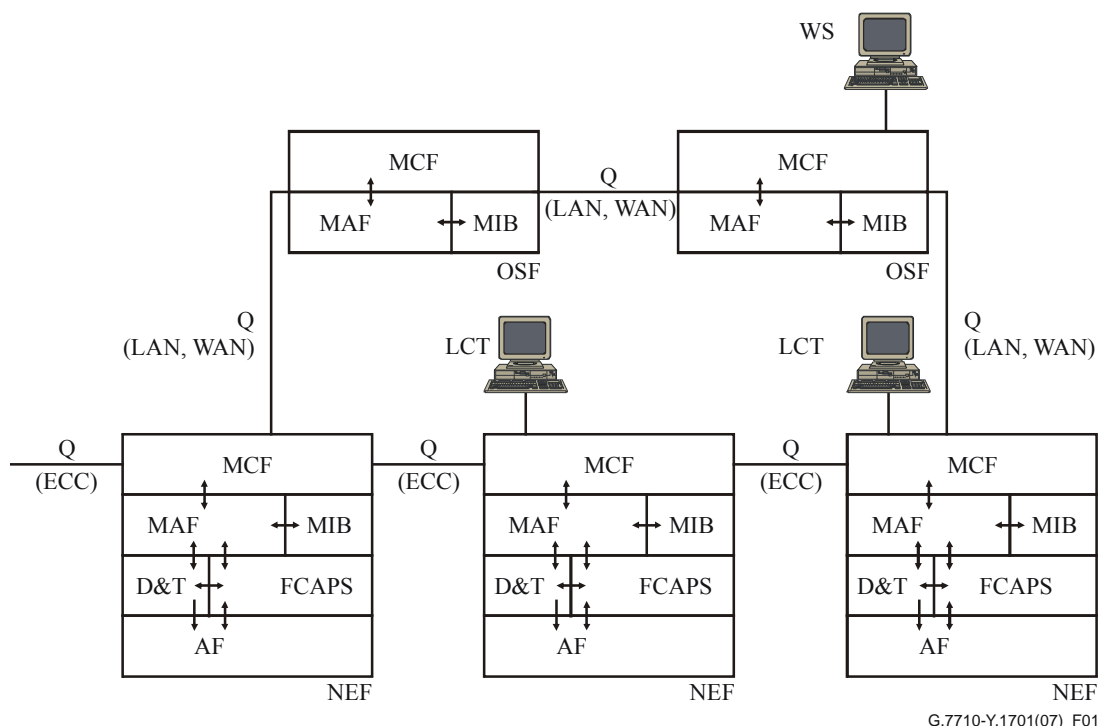 WS
MCF
MCF
Q
(LAN, WAN)
MAF
MIB
MAF
MIB
OSF
OSF
Q
(LAN, WAN)
LCT
LCT
Q
(LAN, WAN)
Q
(ECC)
MCF
Q
(ECC)
MCF
Q
(ECC)
MCF
MAF
MIB
MAF
MIB
MAF
MIB
D&T
FCAPS
D&T
FCAPS
D&T
FCAPS
AF
AF
AF
NEF
NEF
NEF
G.7710-Y.1701(07)_F01